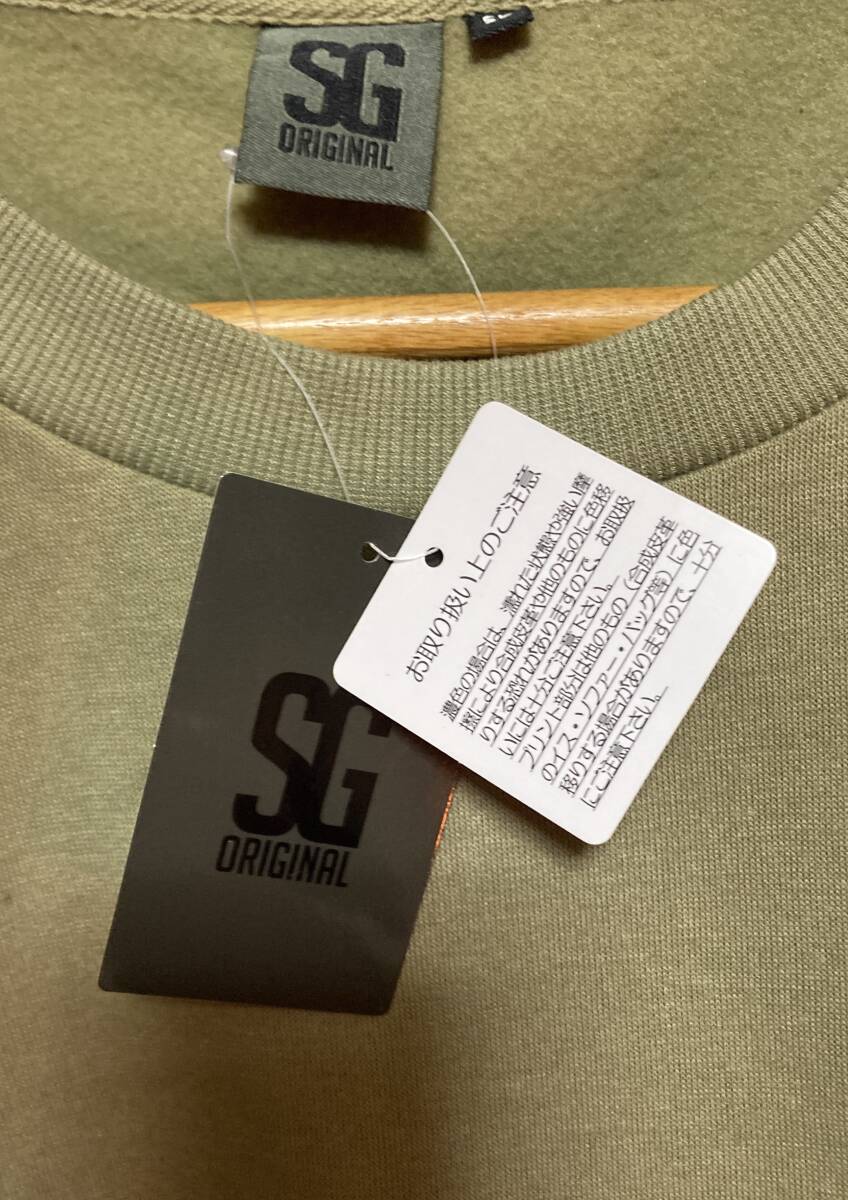 SG
ORIGINAL
お取り扱い上のご注意
濃色の場合は、濡れた状態や強い摩
擦により合成皮革や他のものに色移
りする恐れがありますので、お取扱
いには十分ご注意下さい。
プリント部分は他のもの（合成皮革
のイス・ソファー・バッグ等）に色
移りする場合がありますので、十分
にご注意下さい。
SG
ORIGINAL